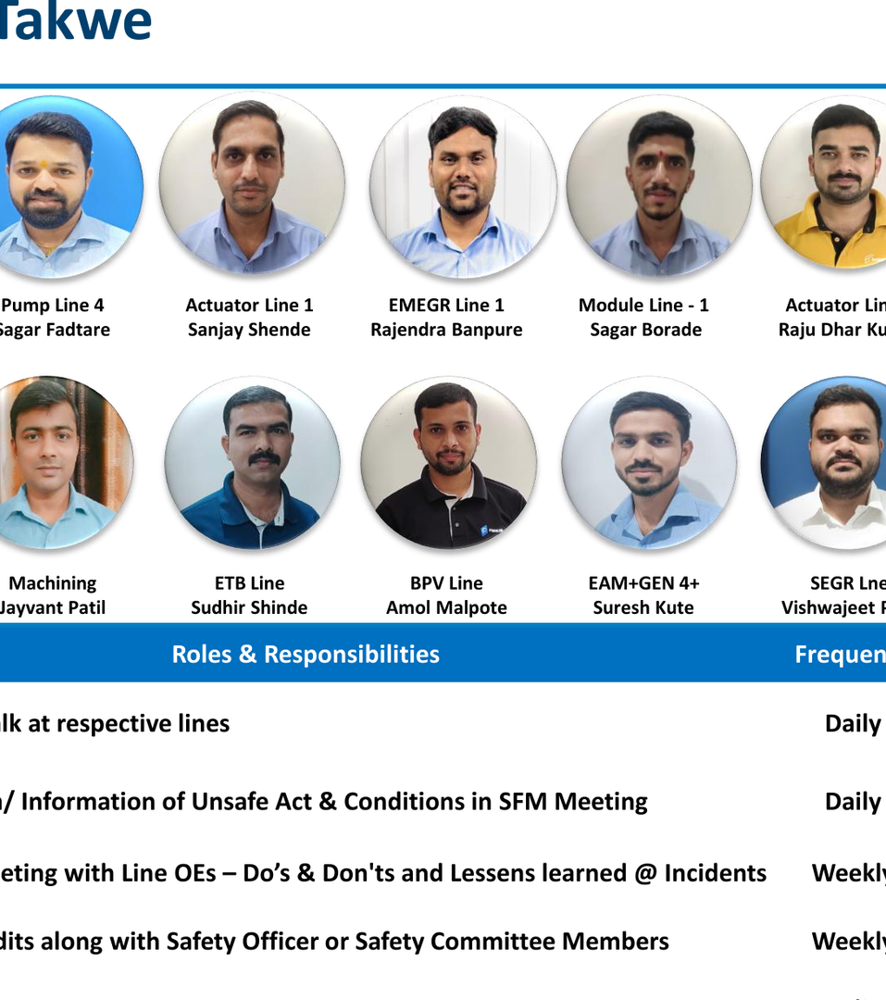 Takwe
Pump Line 4
Sagar Fadtare
Actuator Line 1
Sanjay Shende
EMEGR Line 1
Rajendra Banpure
Module Line - 1
Sagar Borade
Actuator Lin
Raju Dhar Ku
Machining
Jayvant Patil
ETB Line
Sudhir Shinde
BPV Line
Amol Malpote
EAM+GEN 4+
Suresh Kute
SEGR Lne
Vishwajeet P
Roles & Responsibilities
Frequen
alk at respective lines
Daily
n/ Information of Unsafe Act & Conditions in SFM Meeting
Daily
eting with Line OEs – Do’s & Don'ts and Lessens learned @ Incidents
Weekly
dits along with Safety Officer or Safety Committee Members
Weekly